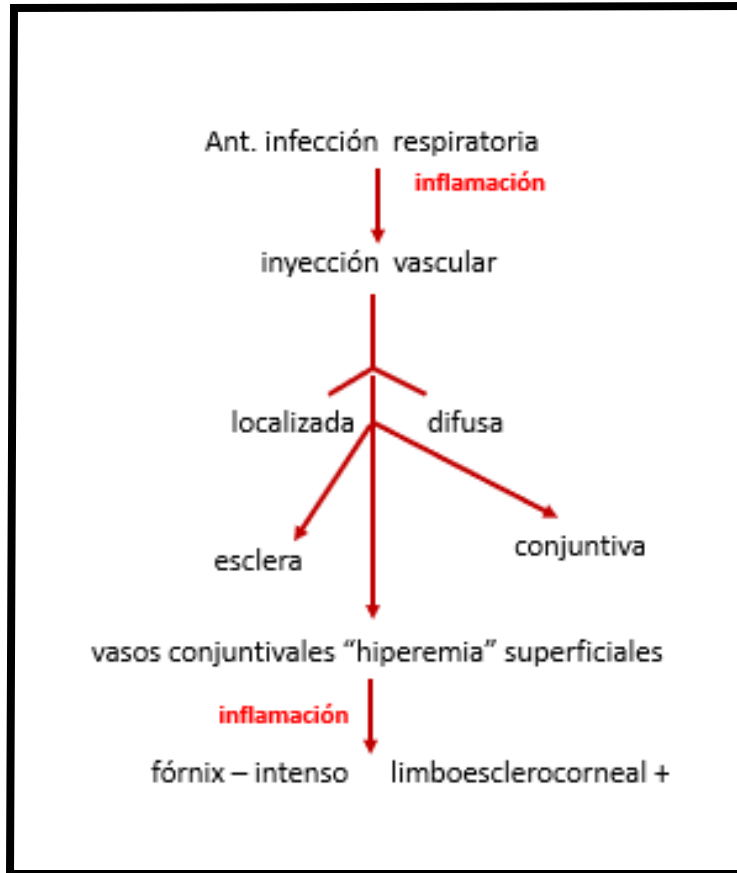 Ant. infección respiratoria
inflamación
inyección vascular
localizada difusa
esclera conjuntiva
vasos conjuntivales “hiperemia” superficiales
inflamación
fórnix – intenso limboesclerocorneal +